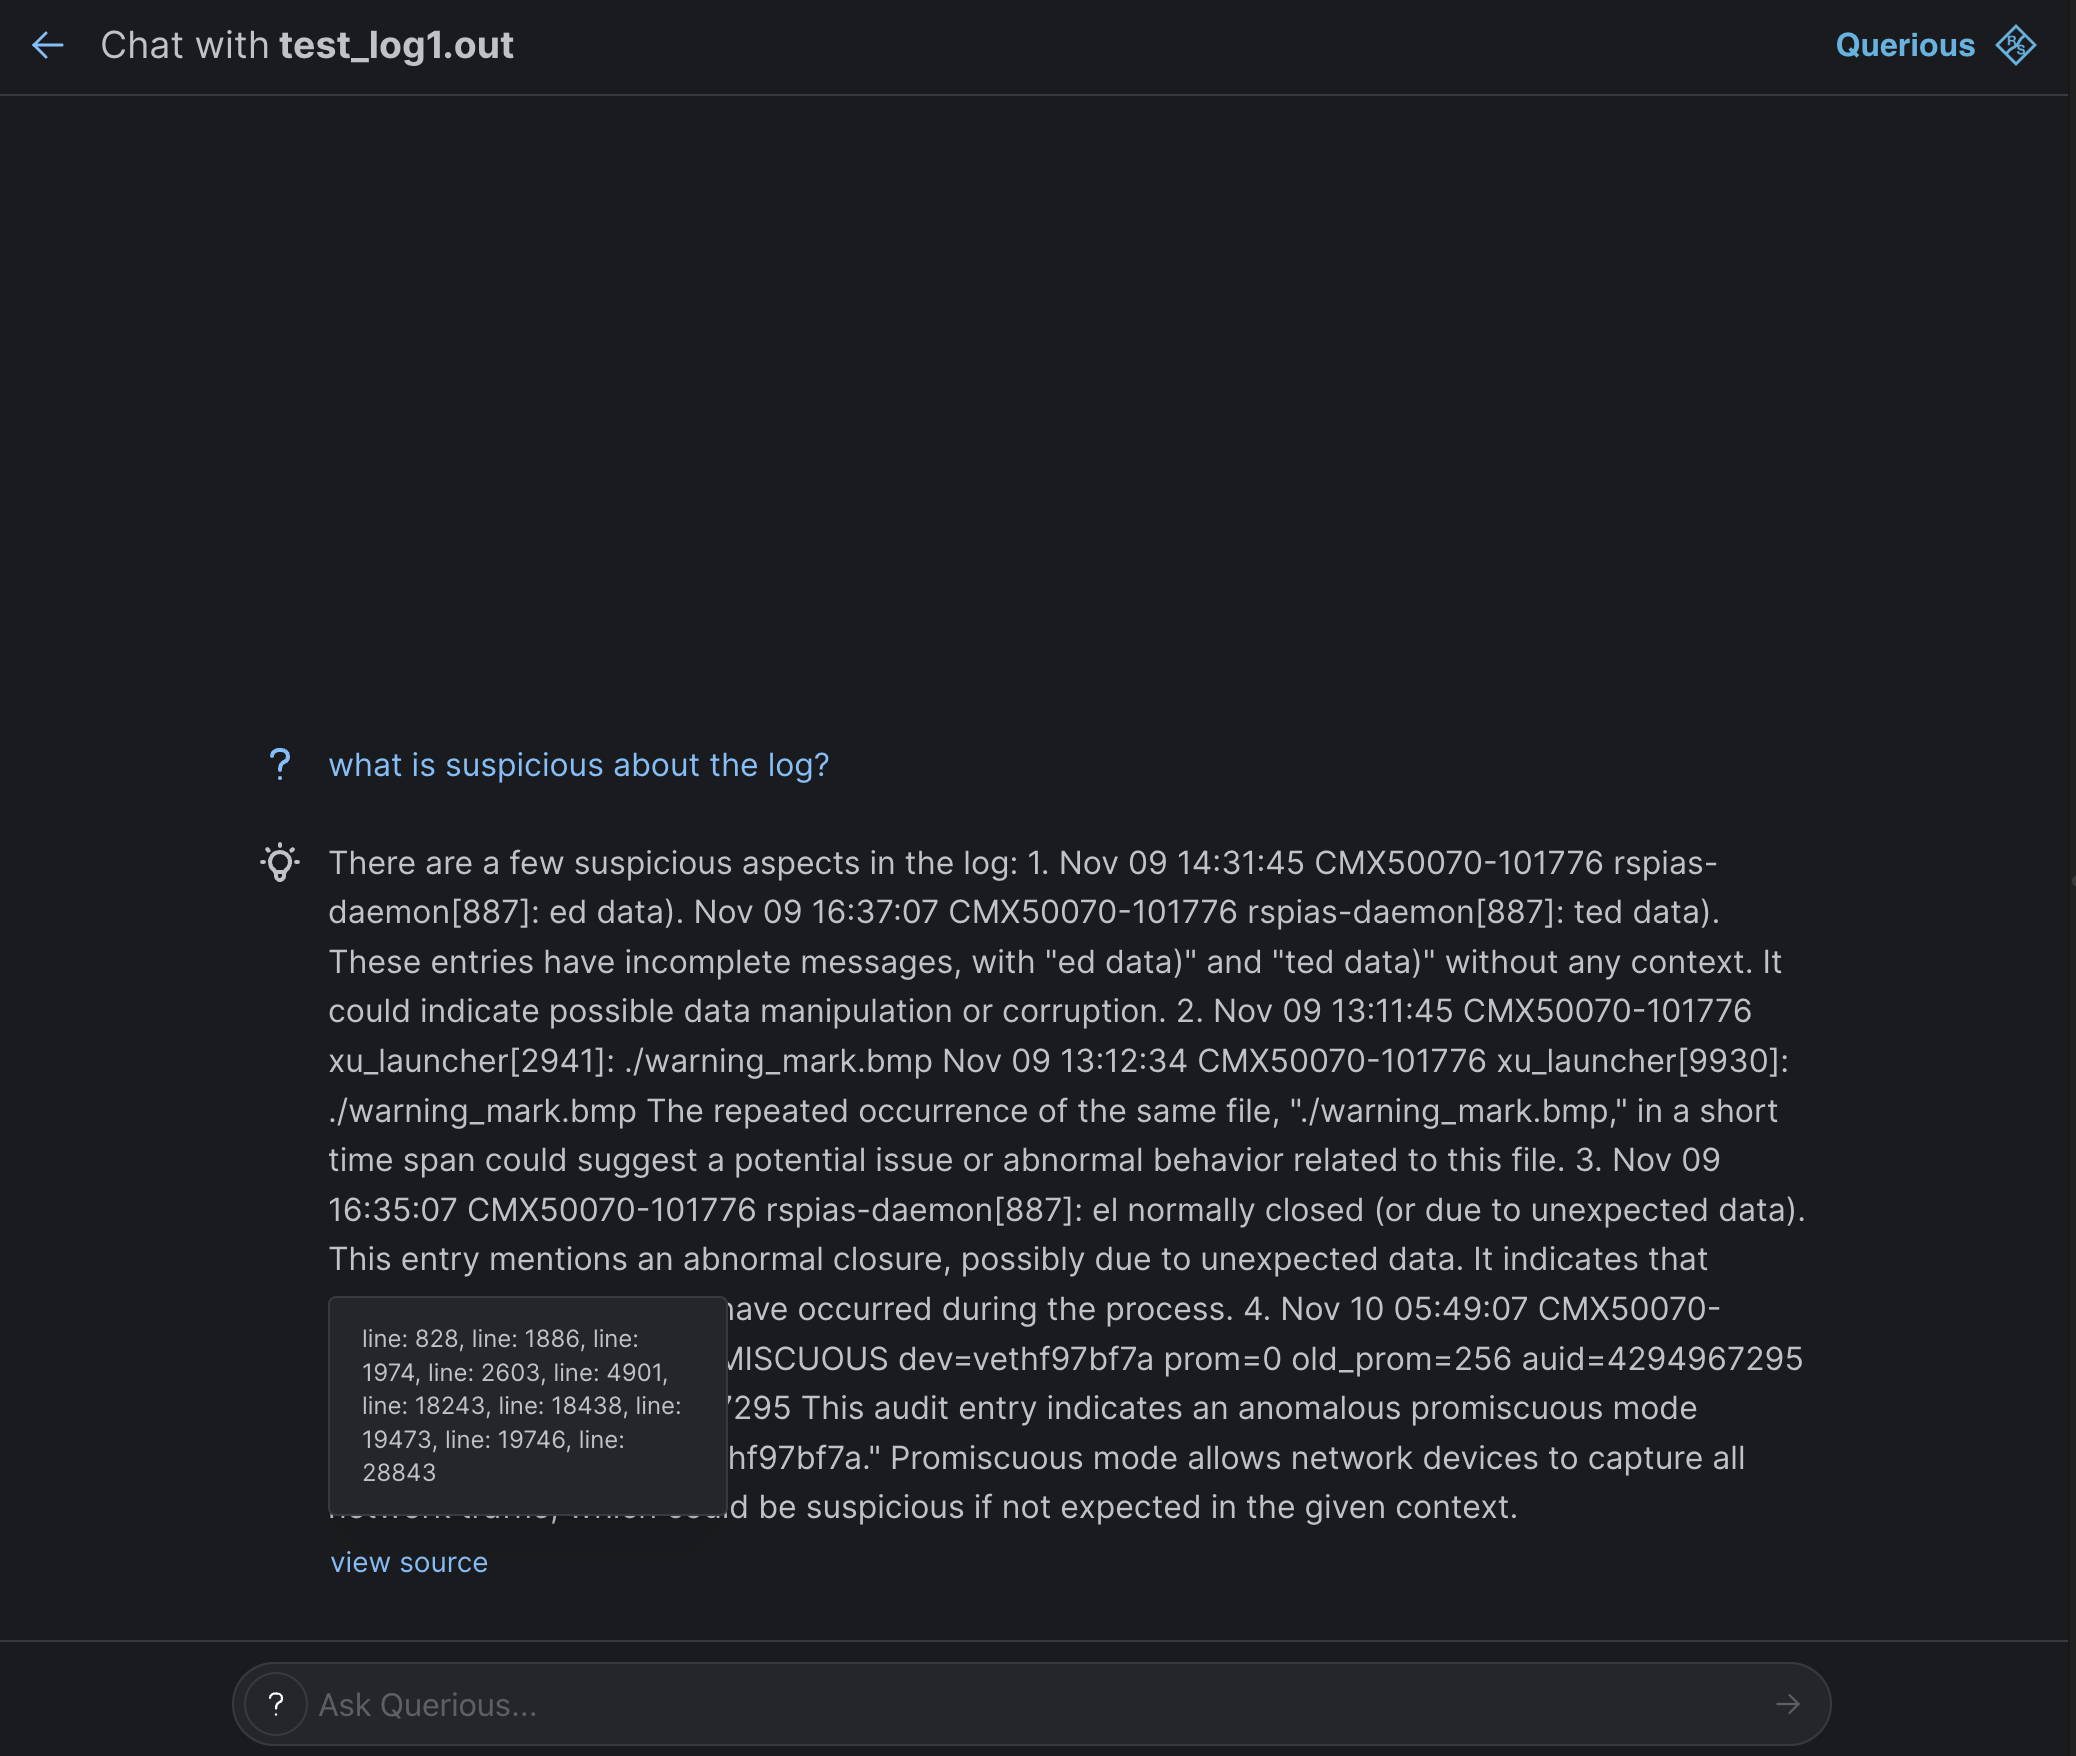 Chat with test_log1.out
Querious
RS
what is suspicious about the log?
There are a few suspicious aspects in the log: 1. Nov 09 14:31:45 CMX50070-101776 rspias-
daemon[887]: ed data). Nov 09 16:37:07 CMX50070-101776 rspias-daemon[887]: ted data).
These entries have incomplete messages, with "ed data)" and "ted data)" without any context. It
could indicate possible data manipulation or corruption. 2. Nov 09 13:11:45 CMX50070-101776
xu_launcher[2941]: ./warning_mark.bmp Nov 09 13:12:34 CMX50070-101776 xu_launcher[9930]:
./warning_mark.bmp The repeated occurrence of the same file, "./warning_mark.bmp," in a short
time span could suggest a potential issue or abnormal behavior related to this file. 3. Nov 09
16:35:07 CMX50070-101776 rspias-daemon[887]: el normally closed (or due to unexpected data).
This entry mentions an abnormal closure, possibly due to unexpected data. It indicates that
have occurred during the process. 4. Nov 10 05:49:07 CMX50070-
MISCUOUS dev=vethf97bf7a prom=0 old_prom=256 auid=4294967295
7295 This audit entry indicates an anomalous promiscuous mode
hf97bf7a." Promiscuous mode allows network devices to capture all
network traffic, which could be suspicious if not expected in the given context.
line: 828, line: 1886, line:
1974, line: 2603, line: 4901,
line: 18243, line: 18438, line:
19473, line: 19746, line:
28843
view source
? Ask Querious...